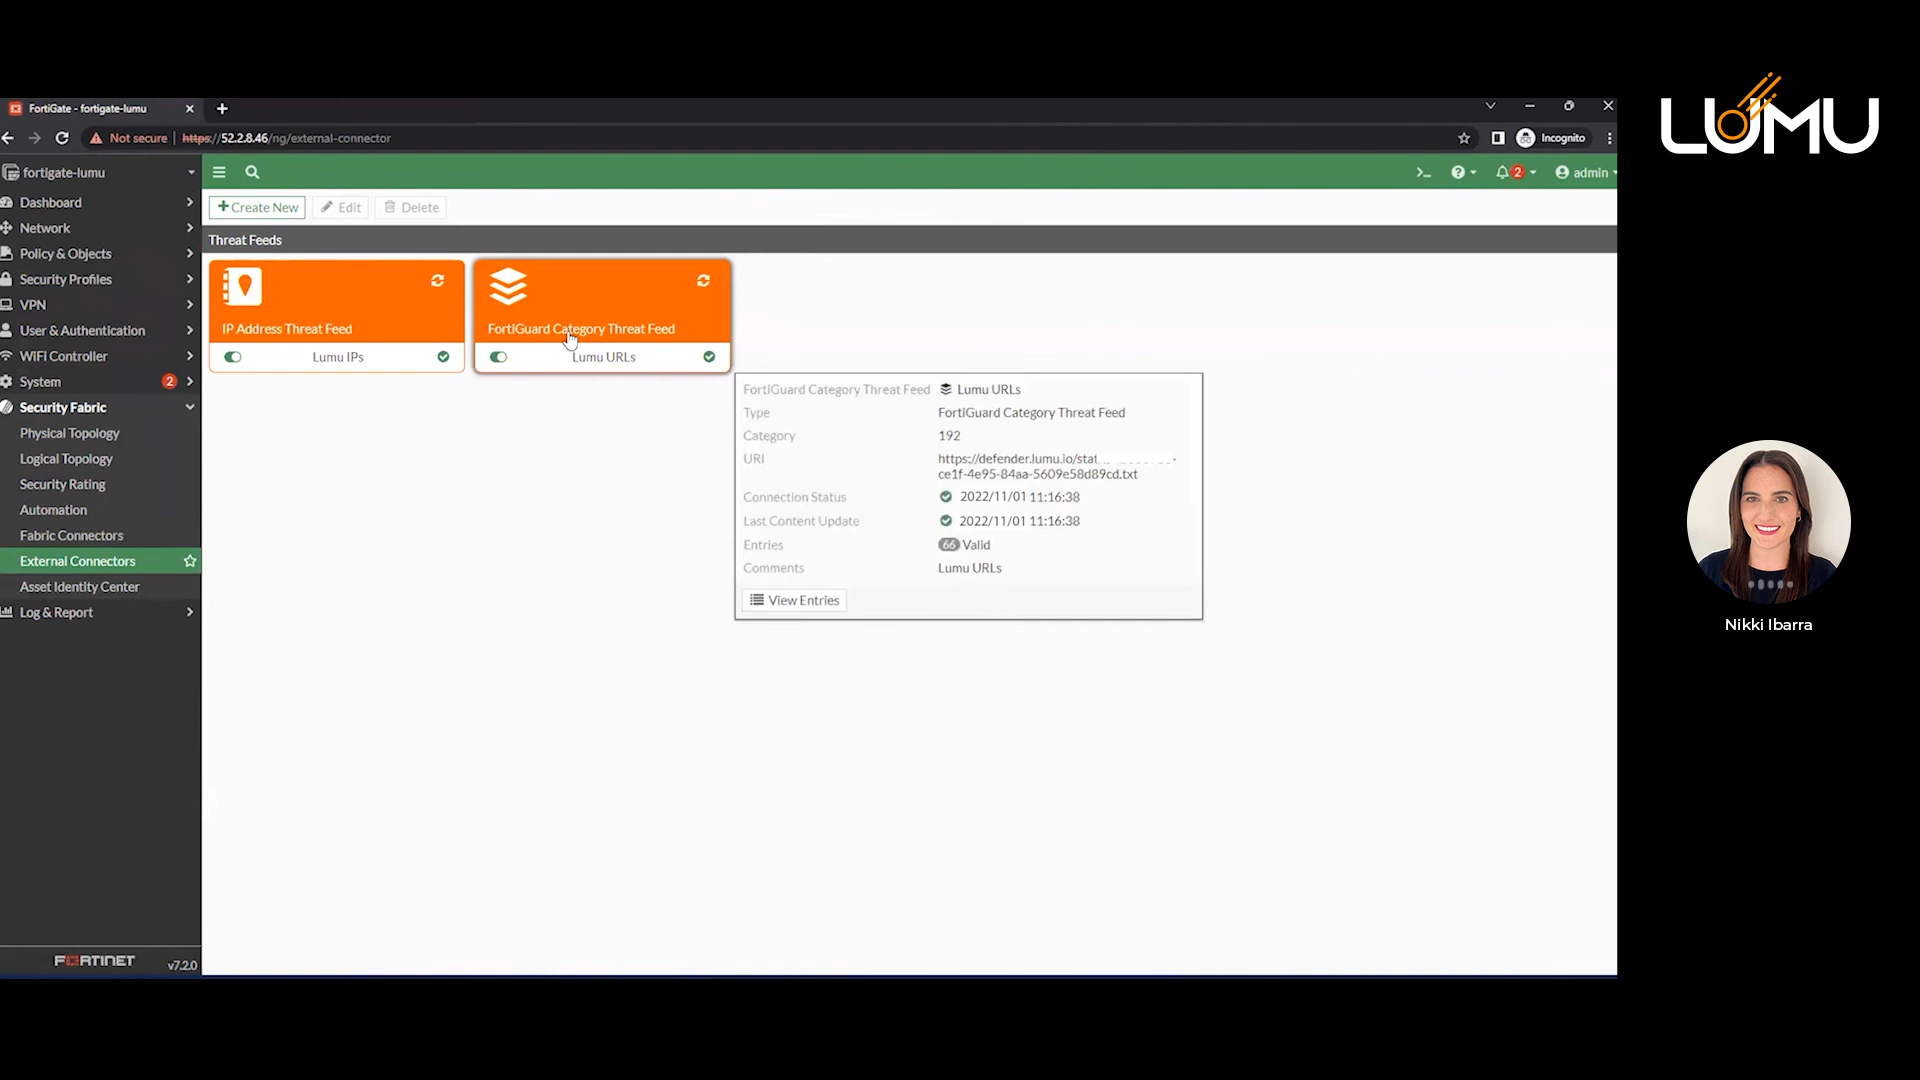 FortiGate - fortigate-lumu
Not secure
https://52.2.8.46/ng/external-connector
Incognito
LUMU
fortigate-lumu
2
admin
Dashboard
Network
Policy & Objects
Security Profiles
VPN
User & Authentication
WiFi Controller
System
2
Security Fabric
Physical Topology
Logical Topology
Security Rating
Automation
Fabric Connectors
External Connectors
Asset Identity Center
Log & Report
FORTINET
v7.2.0
Create New
Edit
Delete
Threat Feeds
IP Address Threat Feed
Lumu IPs
FortiGuard Category Threat Feed
Lumu URLs
FortiGuard Category Threat Feed Lumu URLs
Type FortiGuard Category Threat Feed
Category 192
URI https://defender.lumu.io/stat
ce1f-4e95-84aa-5609e58d89cd.txt
Connection Status 2022/11/01 11:16:38
Last Content Update 2022/11/01 11:16:38
Entries 66 Valid
Comments Lumu URLs
View Entries
Nikki Ibarra